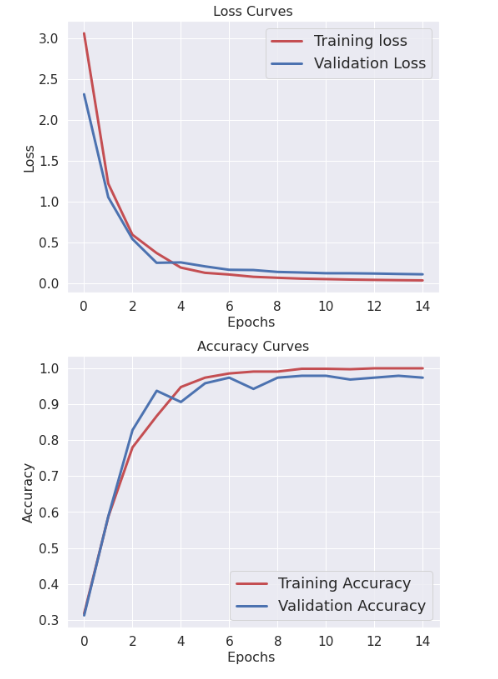 Loss Curves
Training loss
Validation Loss
3.0
2.5
2.0
1.5
1.0
0.5
0.0
Loss
0 2 4 6 8 10 12 14
Epochs
Accuracy Curves
1.0
0.9
0.8
0.7
0.6
0.5
0.4
0.3
Accuracy
Training Accuracy
Validation Accuracy
0 2 4 6 8 10 12 14
Epochs